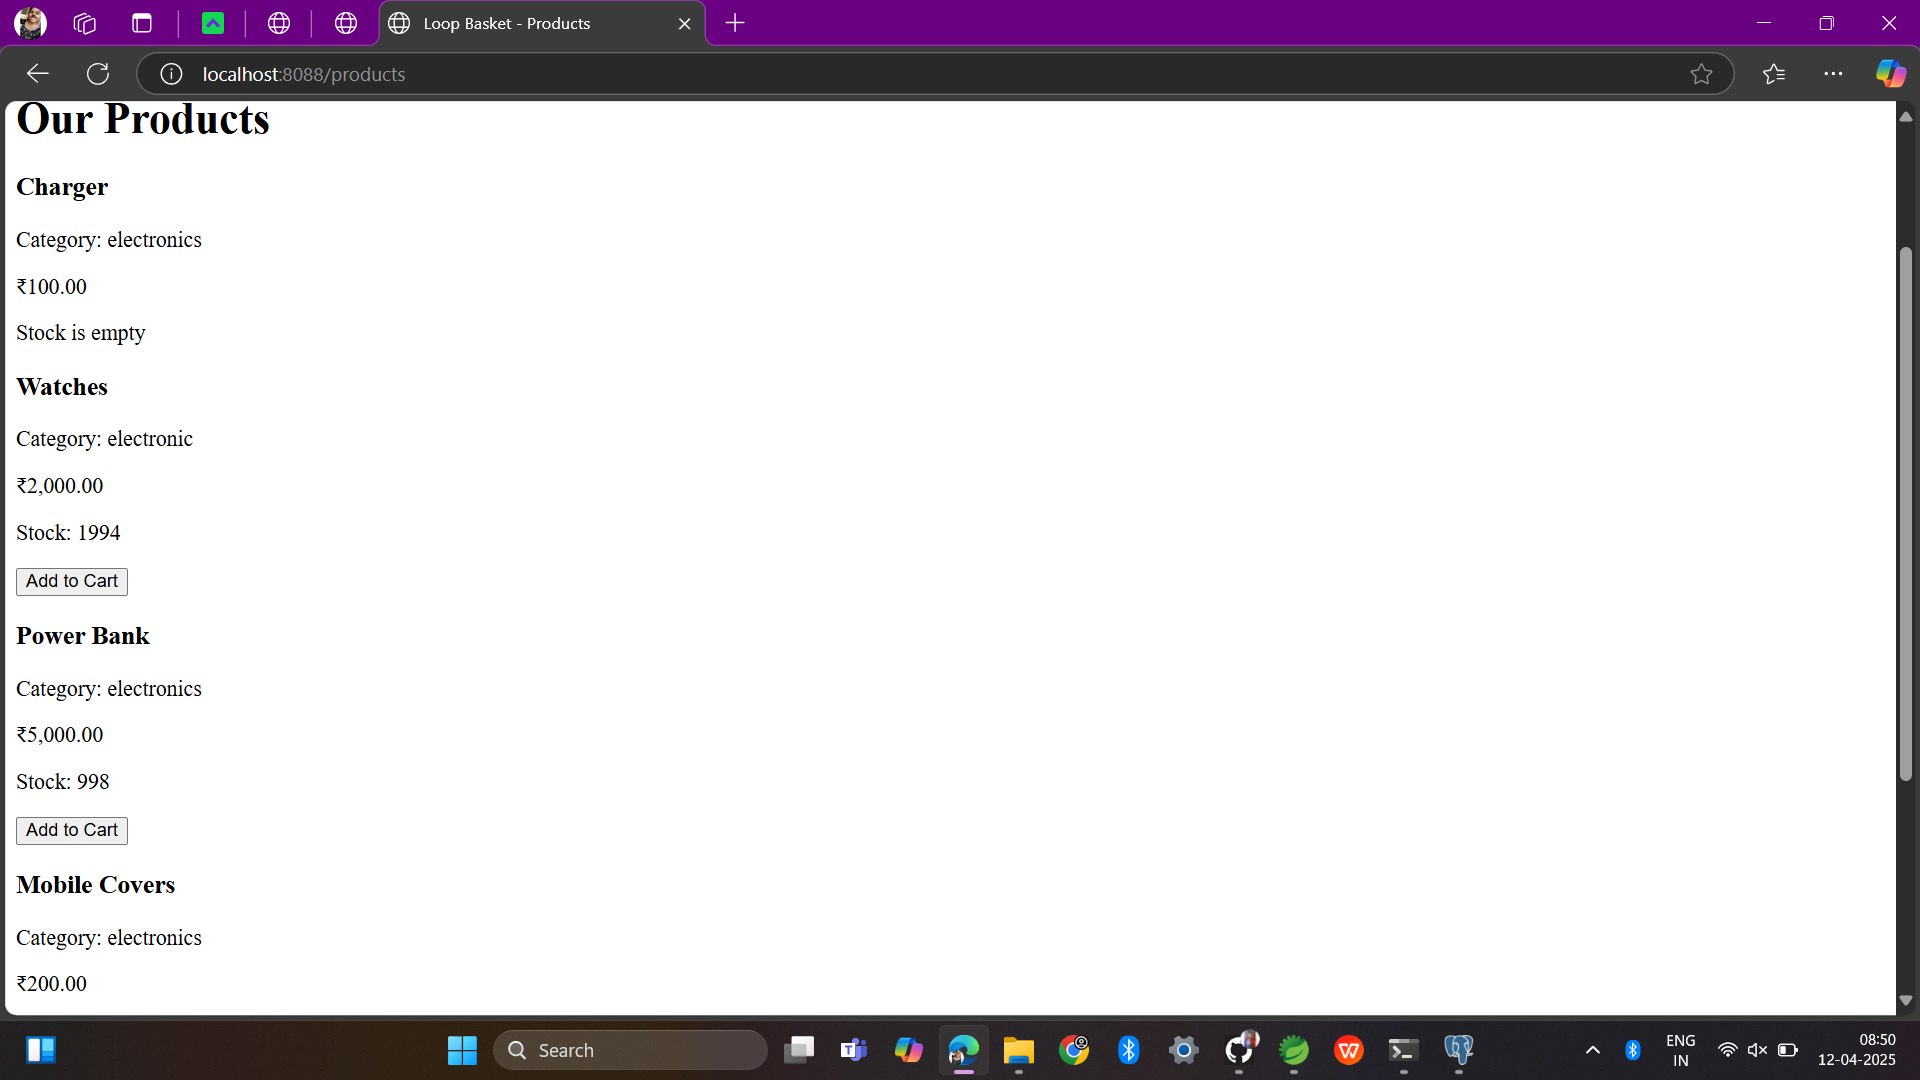 Loop Basket - Products
localhost:8088/products
Our Products
Charger
Category: electronics
₹100.00
Stock is empty
Watches
Category: electronic
₹2,000.00
Stock: 1994
Add to Cart
Power Bank
Category: electronics
₹5,000.00
Stock: 998
Add to Cart
Mobile Covers
Category: electronics
₹200.00
Search
ENG
IN
08:50
12-04-2025